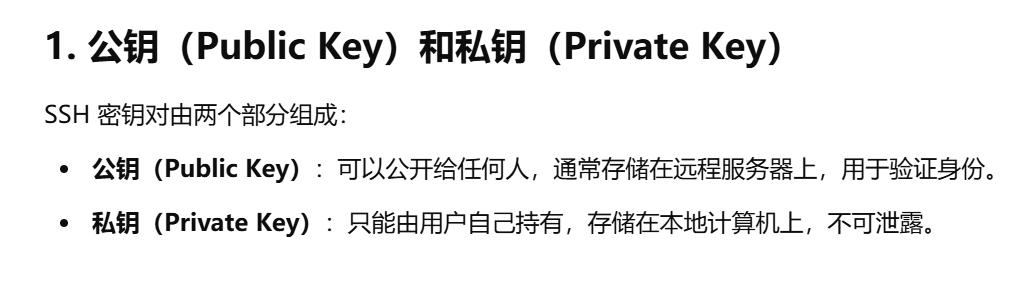 1. 公钥（Public Key）和私钥（Private Key）
SSH 密钥对由两个部分组成：
• 公钥（Public Key）：可以公开给任何人，通常存储在远程服务器上，用于验证身份。
• 私钥（Private Key）：只能由用户自己持有，存储在本地计算机上，不可泄露。